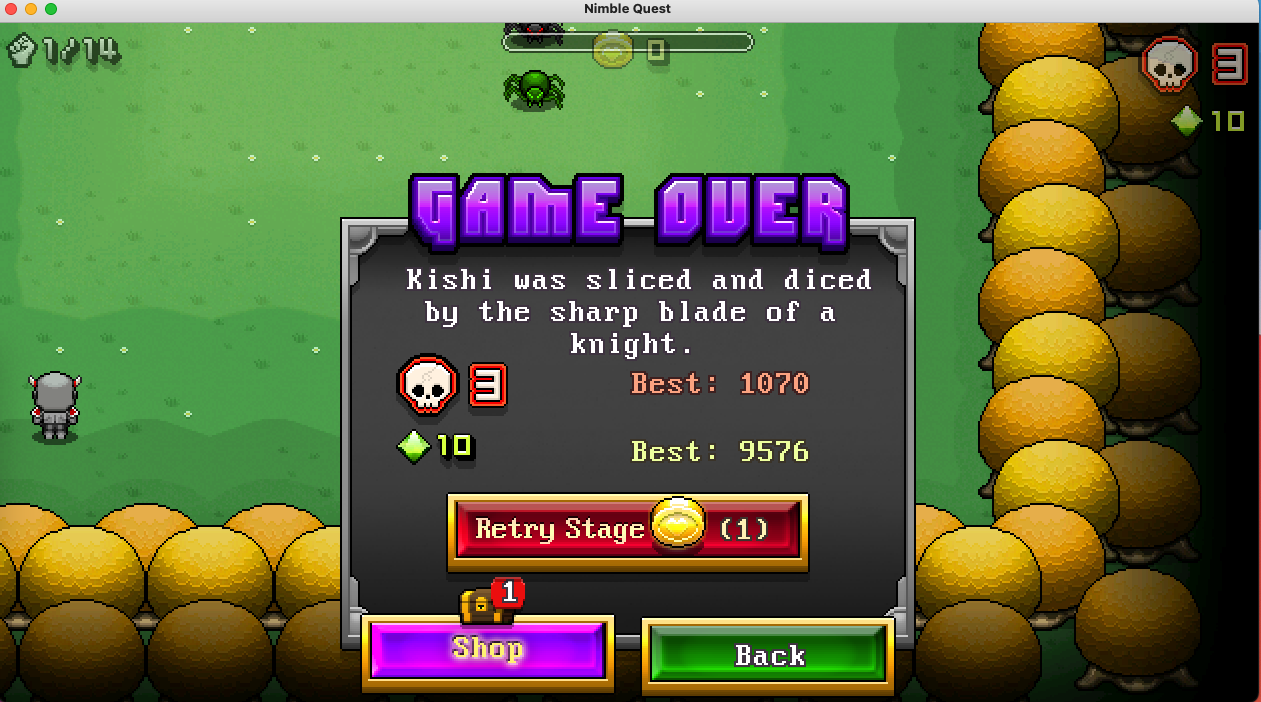 Nimble Quest
1/14
0
3
10
GAME OVER
Kishi was sliced and diced
by the sharp blade of a
knight.
3
Best: 1070
10
Best: 9576
Retry Stage (1)
1
Shop
Back